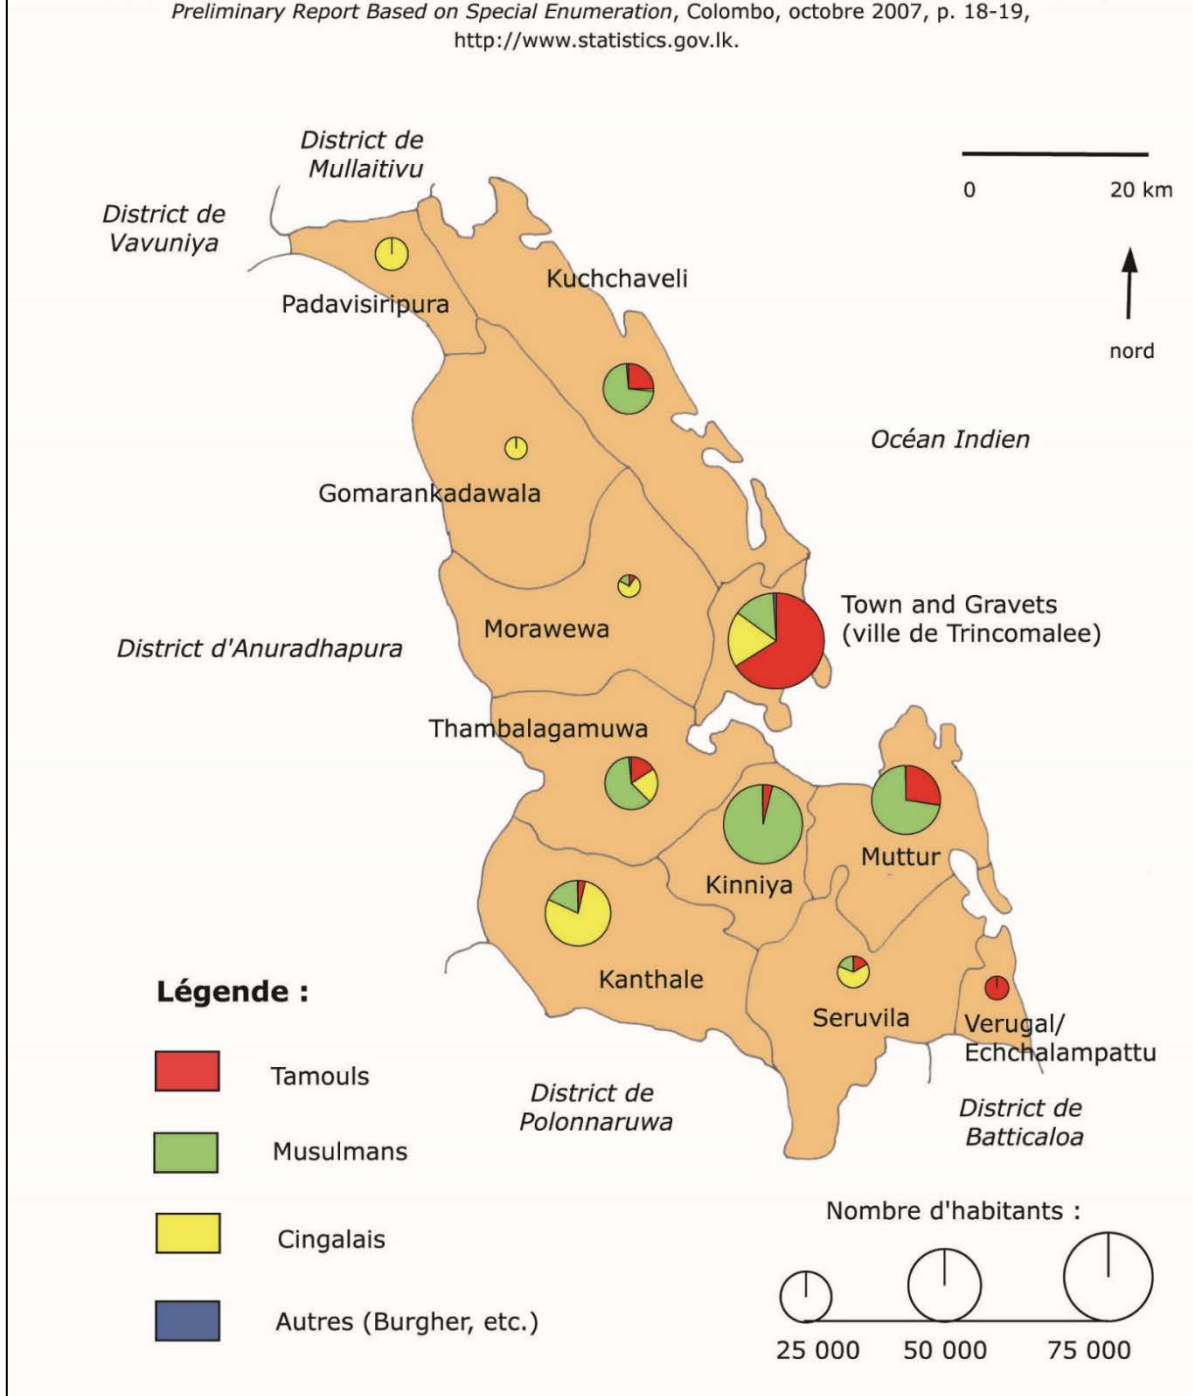 Preliminary Report Based on Special Enumeration, Colombo, octobre 2007, p. 18-19,
http://www.statistics.gov.lk.
District de
Mullaitivu
0 20 km
District de
Vavuniya
nord
Kuchchaveli
Padavisiripura
Océan Indien
Gomarankadawala
Town and Gravets
(ville de Trincomalee)
Morawewa
District d'Anuradhapura
Thambalagamuwa
Muttur
Kinniya
Kanthale
Seruvila
Verugal/
Echchalampattu
District de
Polonnaruwa
District de
Batticaloa
Légende :
Tamouls
Musulmans
Cingalais
Autres (Burgher, etc.)
Nombre d'habitants :
25 000 50 000 75 000